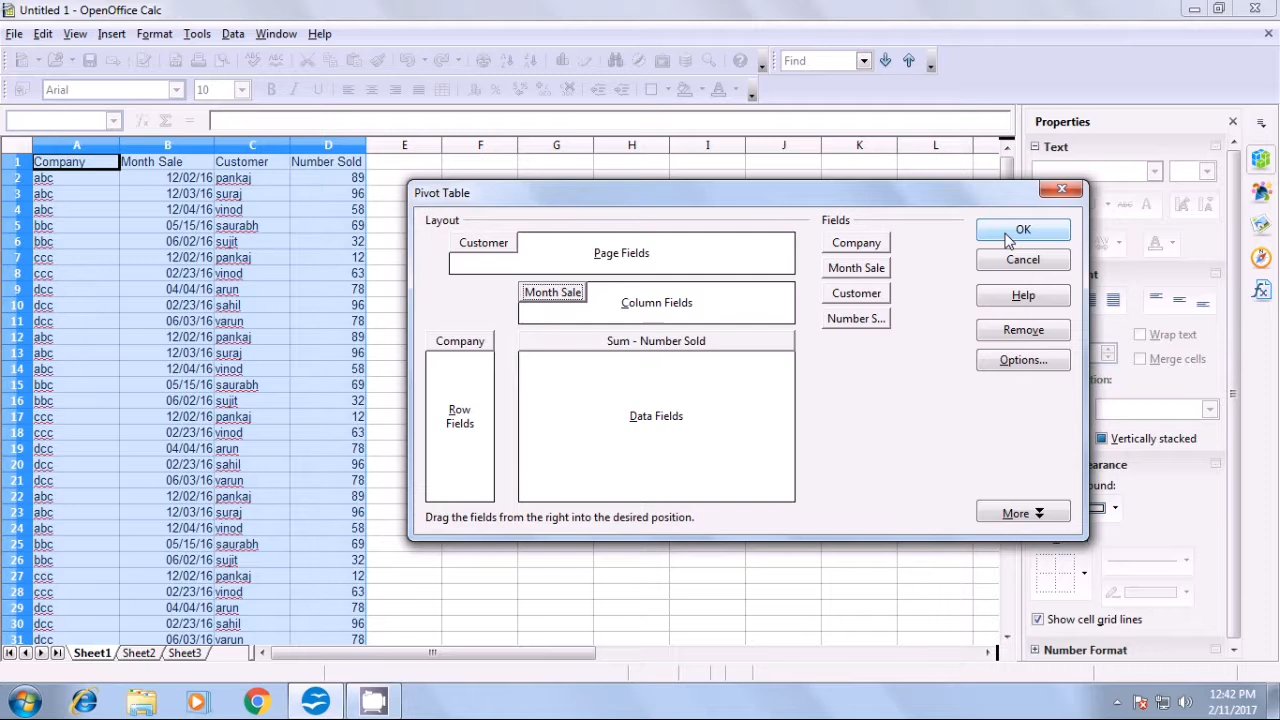 Untitled 1 - OpenOffice Calc
File Edit View Insert Format Tools Data Window Help
Find
Arial 10
Properties
A B C D E F G H I J K L
Text
1 Company Month Sale Customer Number Sold
2 abc 12/02/16 pankaj 89
3 abc 12/03/16 suraj 96
4 abc 12/04/16 vinod 58
5 bbc 05/15/16 saurabh 69
6 bbc 06/02/16 sujit 32
7 ccc 12/02/16 pankaj 12
8 ccc 02/23/16 vinod 63
9 dcc 04/04/16 arun 78
10 dcc 02/23/16 sahil 96
11 dcc 06/03/16 varun 78
12 abc 12/02/16 pankaj 89
13 abc 12/03/16 suraj 96
14 abc 12/04/16 vinod 58
15 bbc 05/15/16 saurabh 69
16 bbc 06/02/16 sujit 32
17 ccc 12/02/16 pankaj 12
18 ccc 02/23/16 vinod 63
19 dcc 04/04/16 arun 78
20 dcc 02/23/16 sahil 96
21 dcc 06/03/16 varun 78
22 abc 12/02/16 pankaj 89
23 abc 12/03/16 suraj 96
24 abc 12/04/16 vinod 58
25 bbc 05/15/16 saurabh 69
26 bbc 06/02/16 sujit 32
27 ccc 12/02/16 pankaj 12
28 ccc 02/23/16 vinod 63
29 dcc 04/04/16 arun 78
30 dcc 02/23/16 sahil 96
31 dcc 06/03/16 varun 78
Pivot Table
Layout
Customer
Page Fields
Month Sale
Column Fields
Company
Sum - Number Sold
Row
Fields
Data Fields
Drag the fields from the right into the desired position.
Fields
Company
Month Sale
Customer
Number S...
OK
Cancel
Help
Remove
Options...
More
Wrap text
Merge cells
Vertically stacked
Show cell grid lines
Number Format
Sheet1 Sheet2 Sheet3
12:42 PM
2/11/2017